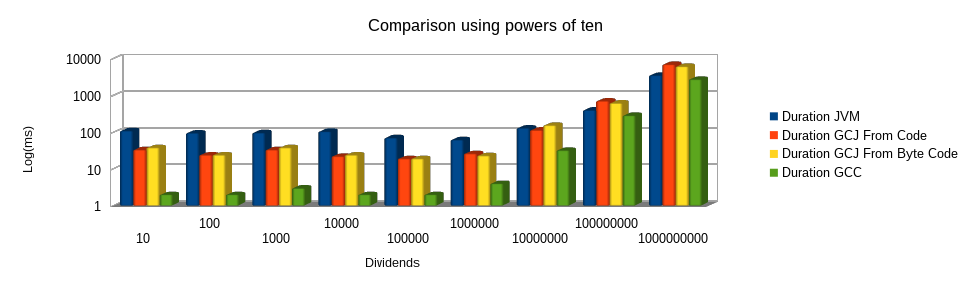 Comparison using powers of ten
10000
1000
100
10
1
Log(ms)
10
100
1000
10000
100000
1000000
10000000
100000000
1000000000
Dividends
Duration JVM
Duration GCJ From Code
Duration GCJ From Byte Code
Duration GCC